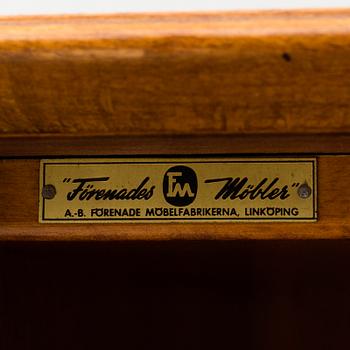 "Förenades FM Möbler"
A.-B. FÖRENADE MÖBELFABRIKERNA, LINKÖPING